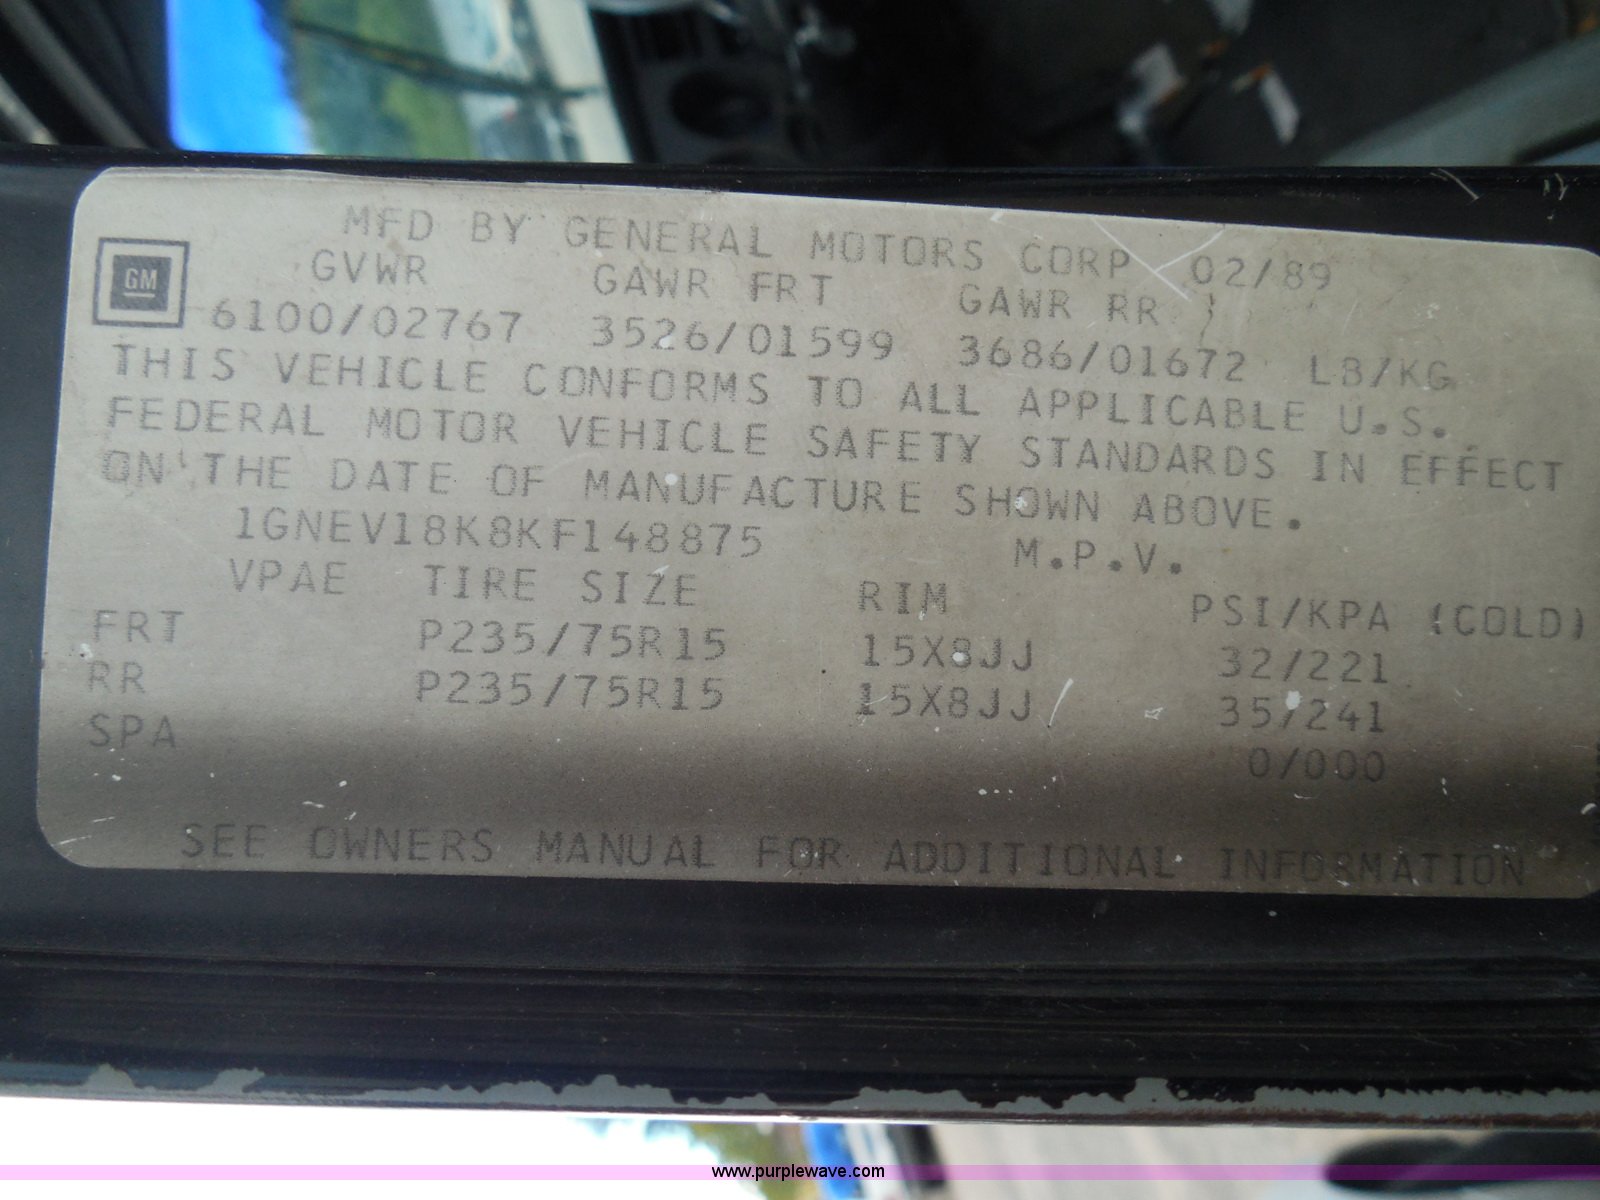 MFD BY GENERAL MOTORS CORP 02/89
GM
GVWR GAWR FRT GAWR RR
6100/02767 3526/01599 3686/01672 LB/KG
THIS VEHICLE CONFORMS TO ALL APPLICABLE U.S.
FEDERAL MOTOR VEHICLE SAFETY STANDARDS IN EFFECT
ON THE DATE OF MANUFACTURE SHOWN ABOVE.
1GNEV18K8KF148875 M.P.V.
VPAE TIRE SIZE RIM PSI/KPA (COLD)
FRT P235/75R15 15X8JJ 32/221
RR P235/75R15 15X8JJ 35/241
SPA 0/000
SEE OWNERS MANUAL FOR ADDITIONAL INFORMATION
www.purplewave.com